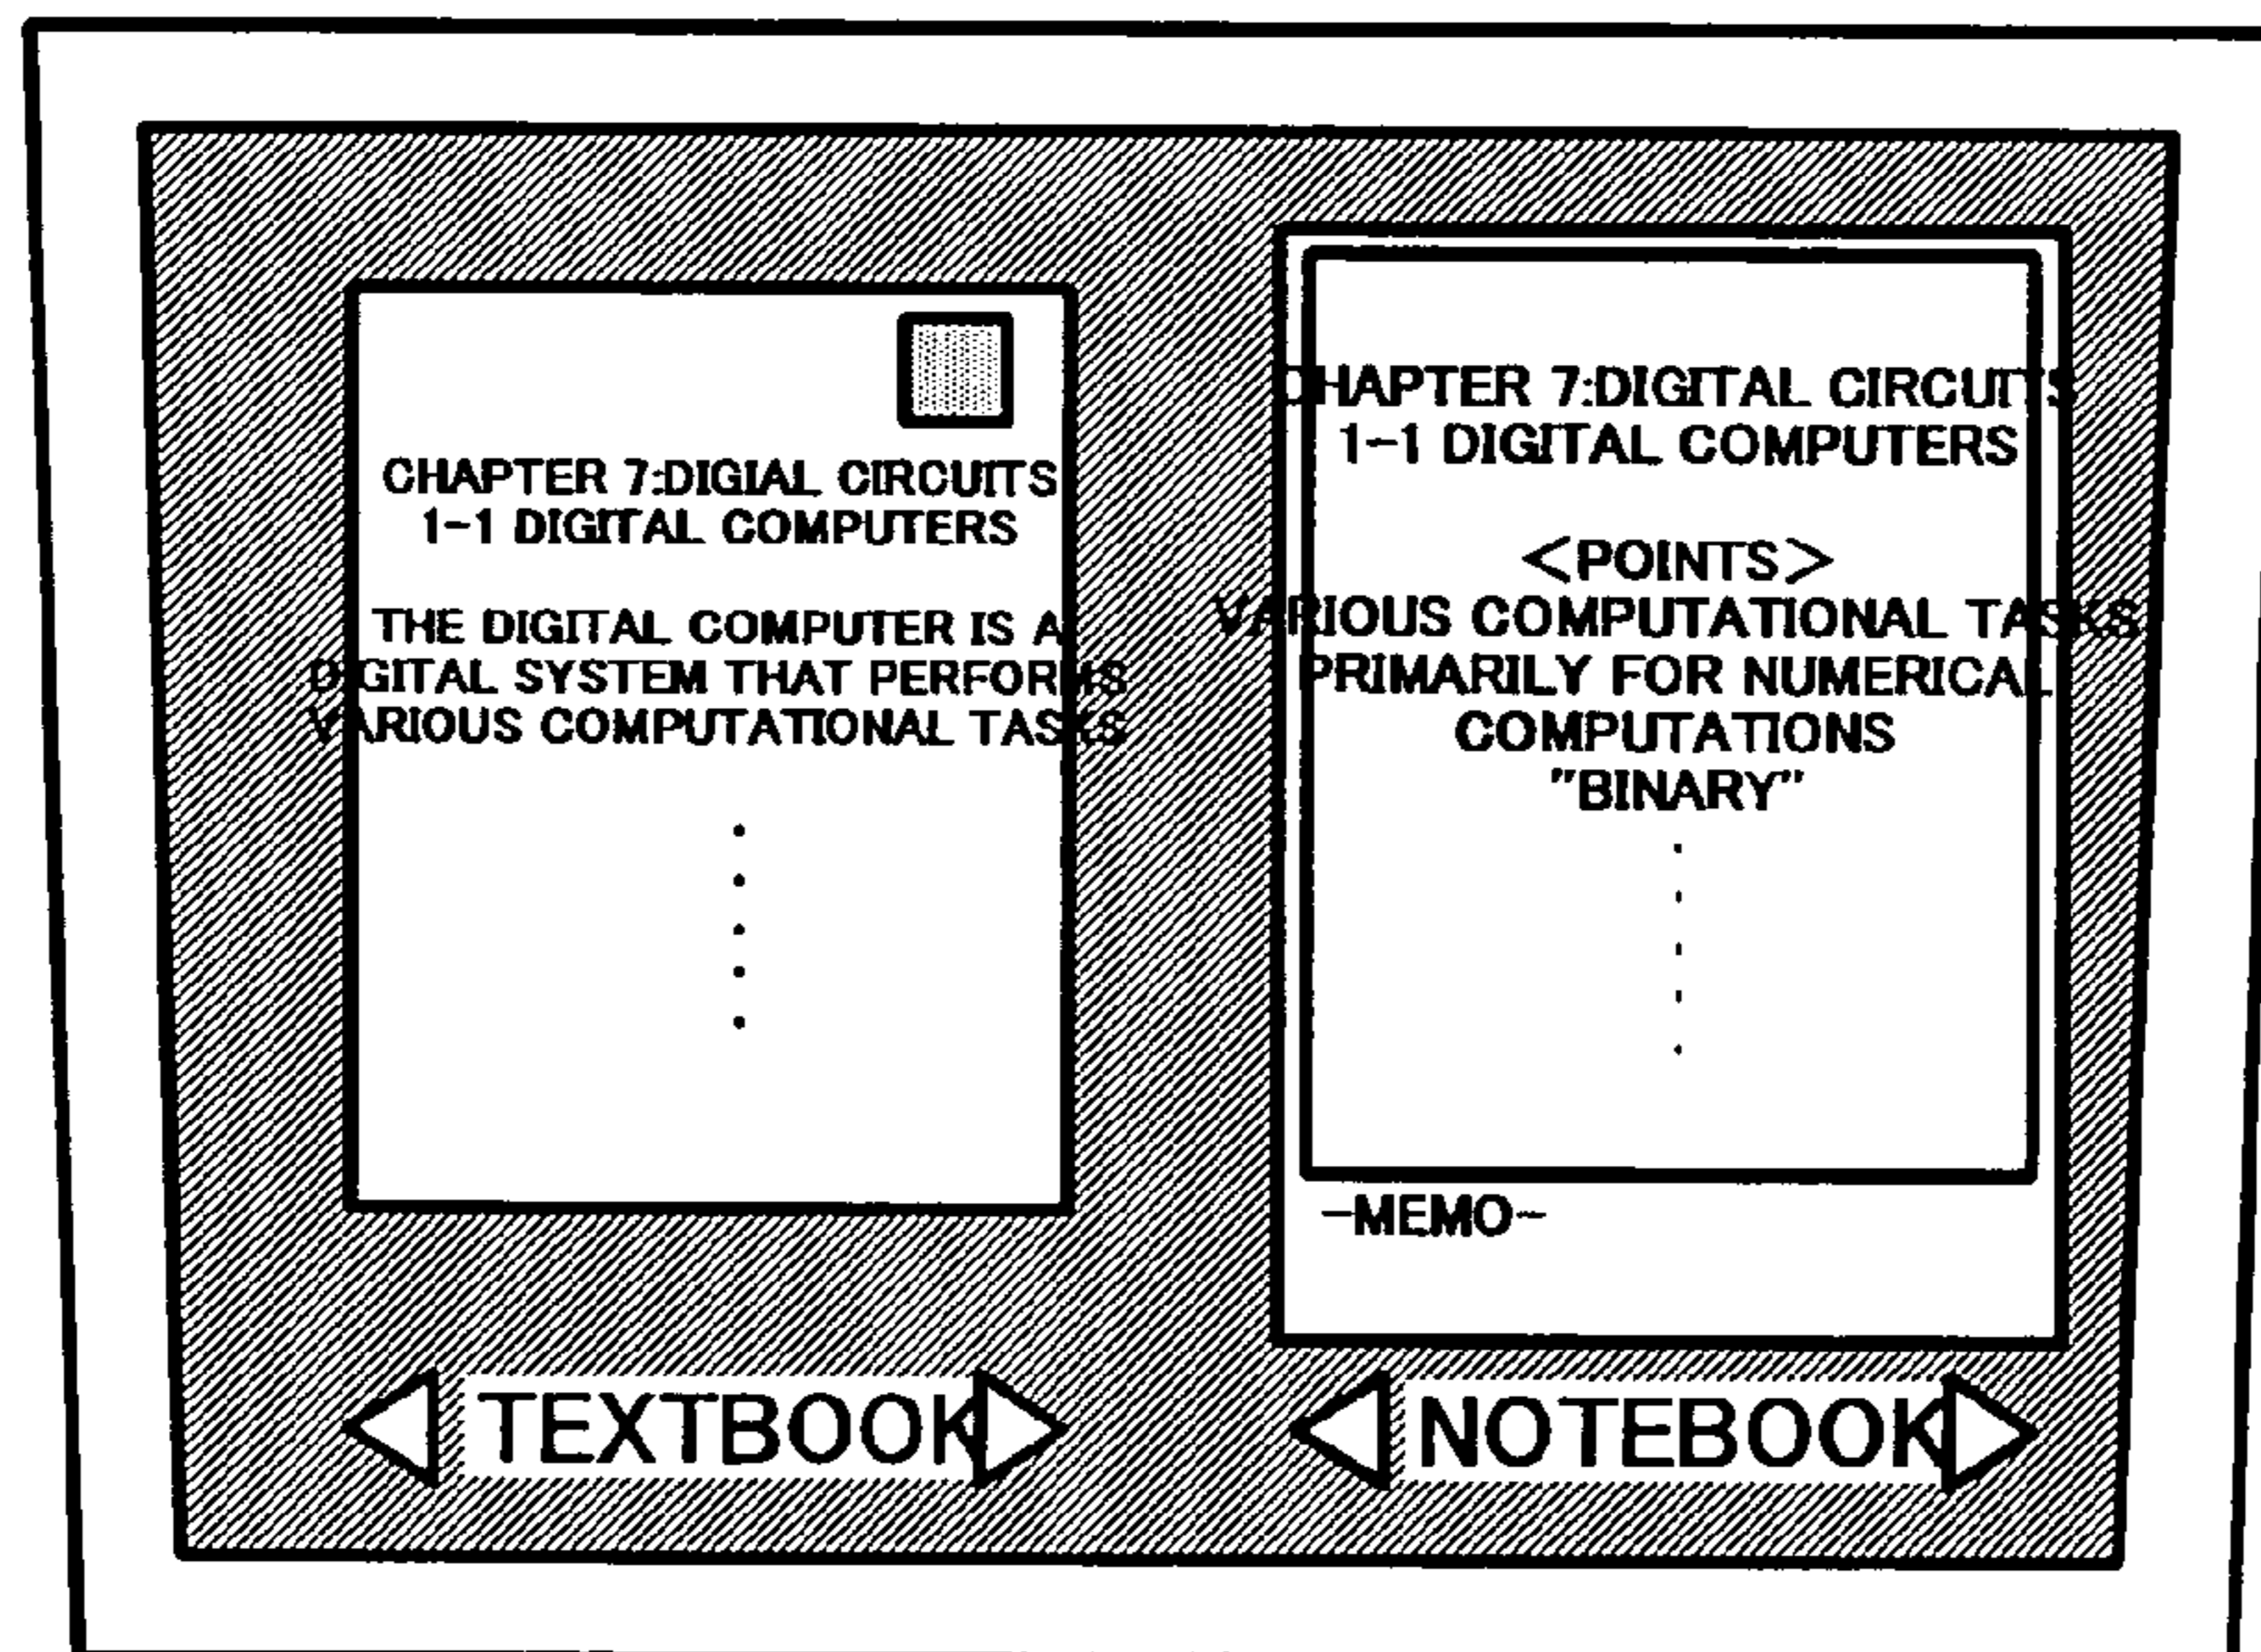 CHAPTER 7:DIGIAL CIRCUITS
1-1 DIGITAL COMPUTERS
THE DIGITAL COMPUTER IS A
DIGITAL SYSTEM THAT PERFORMS
VARIOUS COMPUTATIONAL TASKS
TEXTBOOK
CHAPTER 7:DIGITAL CIRCUITS
1-1 DIGITAL COMPUTERS
<POINTS>
VARIOUS COMPUTATIONAL TASKS
PRIMARILY FOR NUMERICAL
COMPUTATIONS
"BINARY"
-MEMO-
NOTEBOOK